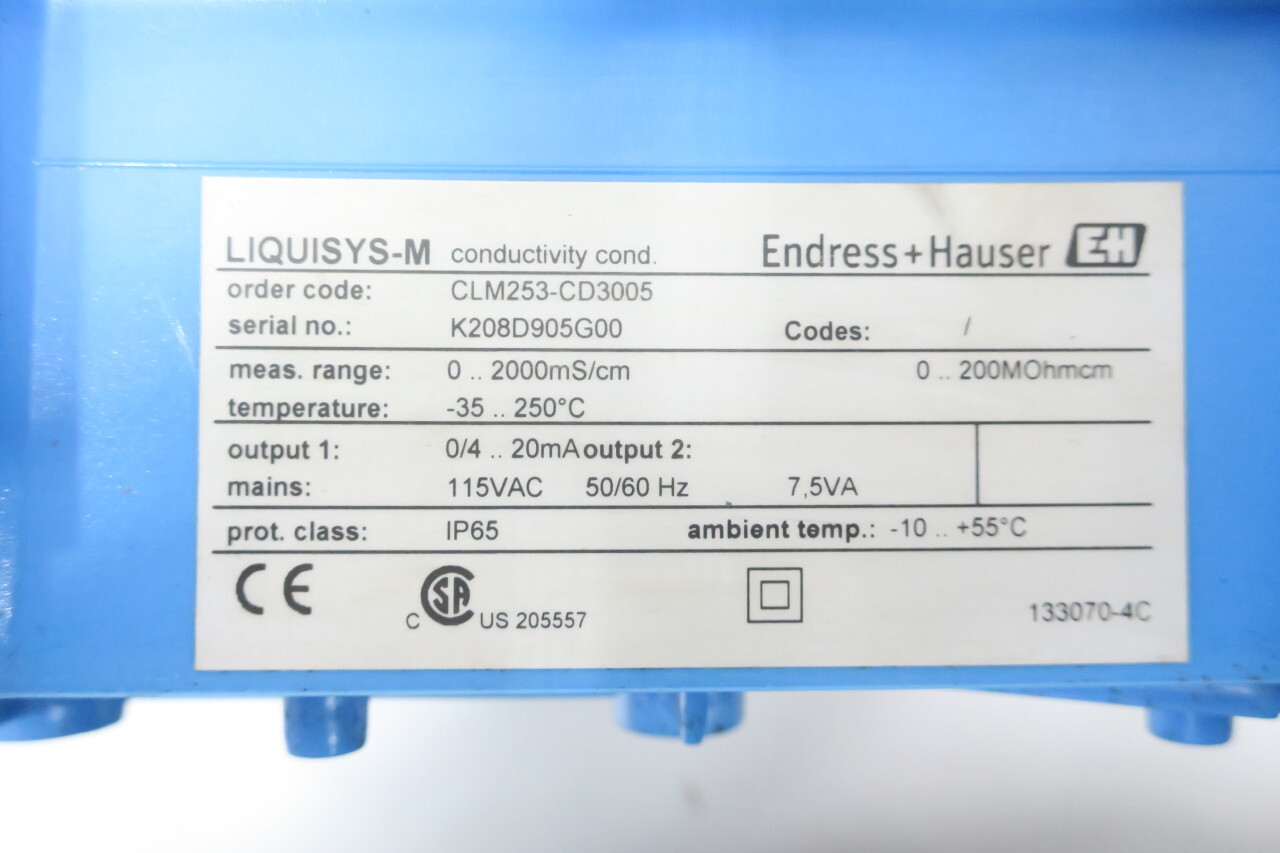 LIQUISYS-M conductivity cond. Endress+Hauser EH
order code: CLM253-CD3005
serial no.: K208D905G00 Codes: /
meas. range: 0 .. 2000mS/cm 0 .. 200MOhmcm
temperature: -35 .. 250°C
output 1: 0/4 .. 20mA output 2:
mains: 115VAC 50/60 Hz 7,5VA
prot. class: IP65 ambient temp.: -10 .. +55°C
CE C SA US 205557 133070-4C